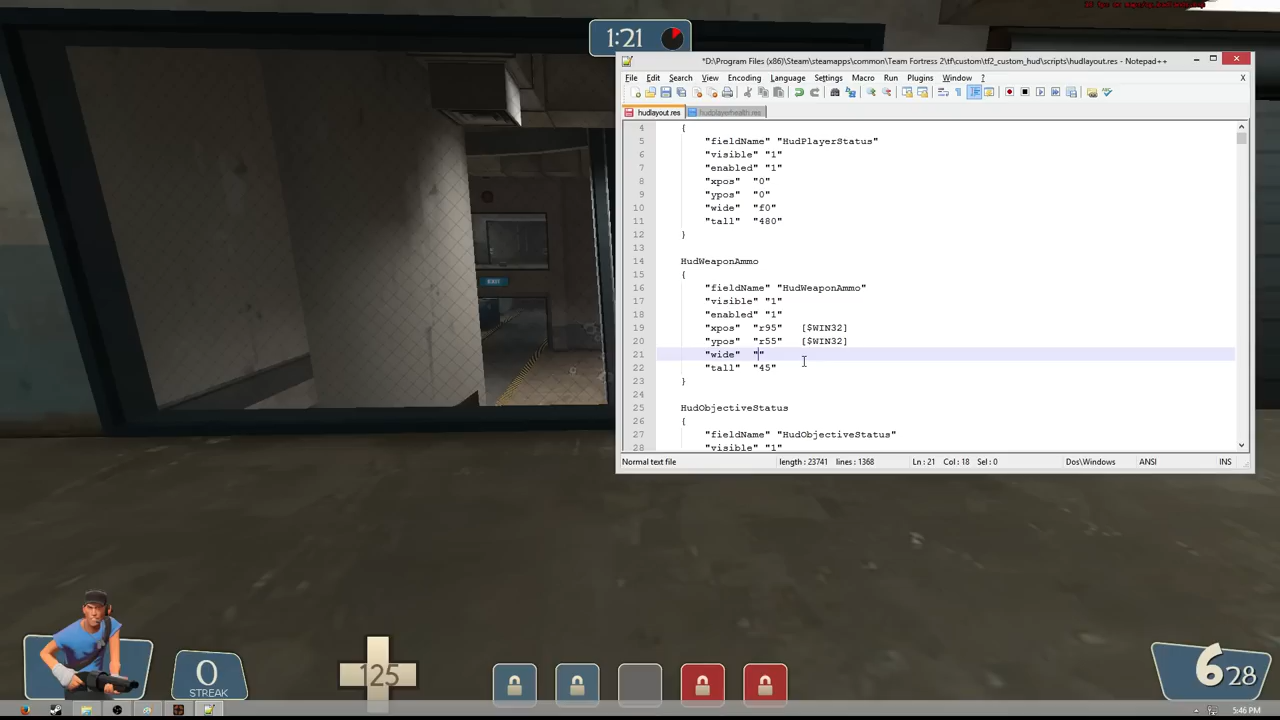 1:21
*D:\Program Files (x86)\Steam\steamapps\common\Team Fortress 2\tf\custom\tf2_custom_hud\scripts\hudlayout.res - Notepad++
File Edit Search View Encoding Language Settings Macro Run Plugins Window ? X
hudlayout.res hudplayerhealth.res
4 {
5 "fieldName" "HudPlayerStatus"
6 "visible" "1"
7 "enabled" "1"
8 "xpos" "0"
9 "ypos" "0"
10 "wide" "f0"
11 "tall" "480"
12 }
13
14 HudWeaponAmmo
15 {
16 "fieldName" "HudWeaponAmmo"
17 "visible" "1"
18 "enabled" "1"
19 "xpos" "r95" [$WIN32]
20 "ypos" "r55" [$WIN32]
21 "wide" ""
22 "tall" "45"
23 }
24
25 HudObjectiveStatus
26 {
27 "fieldName" "HudObjectiveStatus"
28 "visible" "1"
Normal text file length : 23741 lines : 1368 Ln : 21 Col : 18 Sel : 0 Dos\Windows ANSI INS
EXIT
0
STREAK
125
6 28
5:46 PM